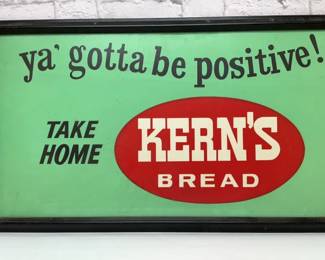 ya' gotta be positive!
TAKE
HOME
KERN'S
BREAD